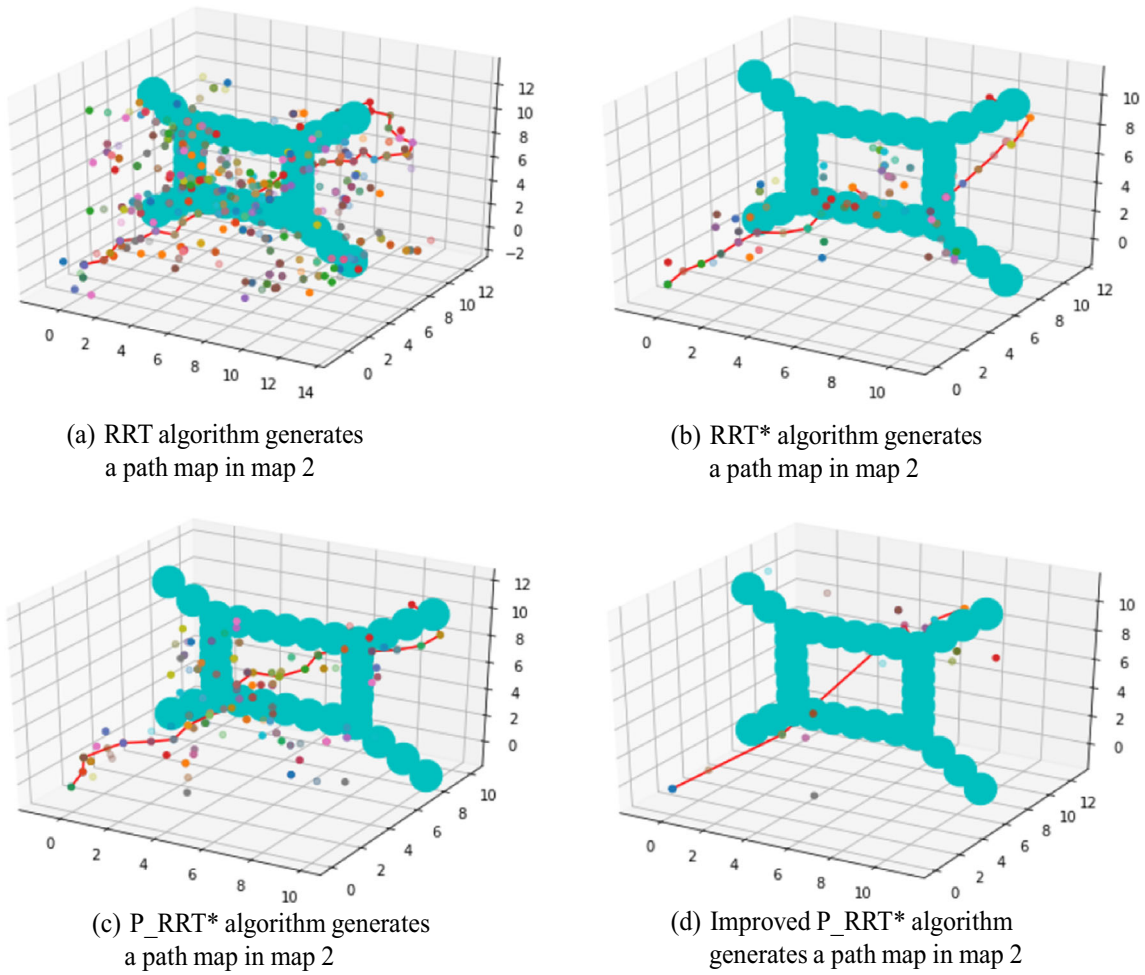 12
10
8
6
4
2
0
−2
0 2 4 6 8 10 12 14
0 2 4 6 8 10 12
10
8
6
4
2
0
0 2 4 6 8 10
0 2 4 6 8 10 12
(a) RRT algorithm generates
a path map in map 2
(b) RRT* algorithm generates
a path map in map 2
12
10
8
6
4
2
0
0 2 4 6 8 10
0 2 4 6 8 10
10
8
6
4
2
0
0 2 4 6 8 10
0 2 4 6 8 10 12
(c) P_RRT* algorithm generates
a path map in map 2
(d) Improved P_RRT* algorithm
generates a path map in map 2